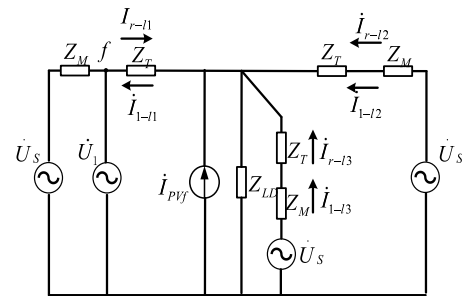 I_{r-l1}
Z_M f Z_T
İ_{1-l1}
İ_{r-l2}
Z_T Z_M
İ_{1-l2}
U̇_S U̇_1 İ_{PVf} Z_{LD}
Z_T İ_{r-l3}
Z_M İ_{1-l3}
U̇_S
U̇_S